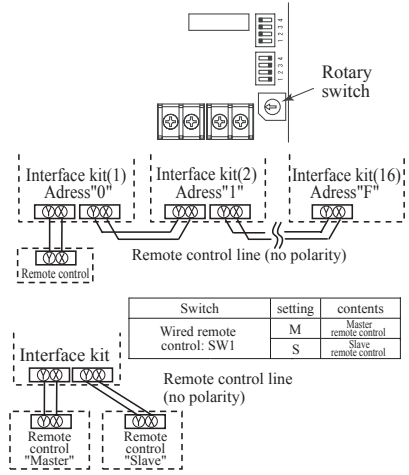 1 2 3 4
1 2 3 4
Rotary
switch
Interface kit(1)
Adress"0"
Interface kit(2)
Adress"1"
Interface kit(16)
Adress"F"
Y X Y X
Y X Y X
Y X
Remote control line (no polarity)
Y X
Remote control
Switch setting contents
Wired remote control: SW1 M Master remote control
S Slave remote control
Interface kit
Y X Y X
Remote control line
(no polarity)
Y X Y X
Remote control "Master"
Remote control "Slave"